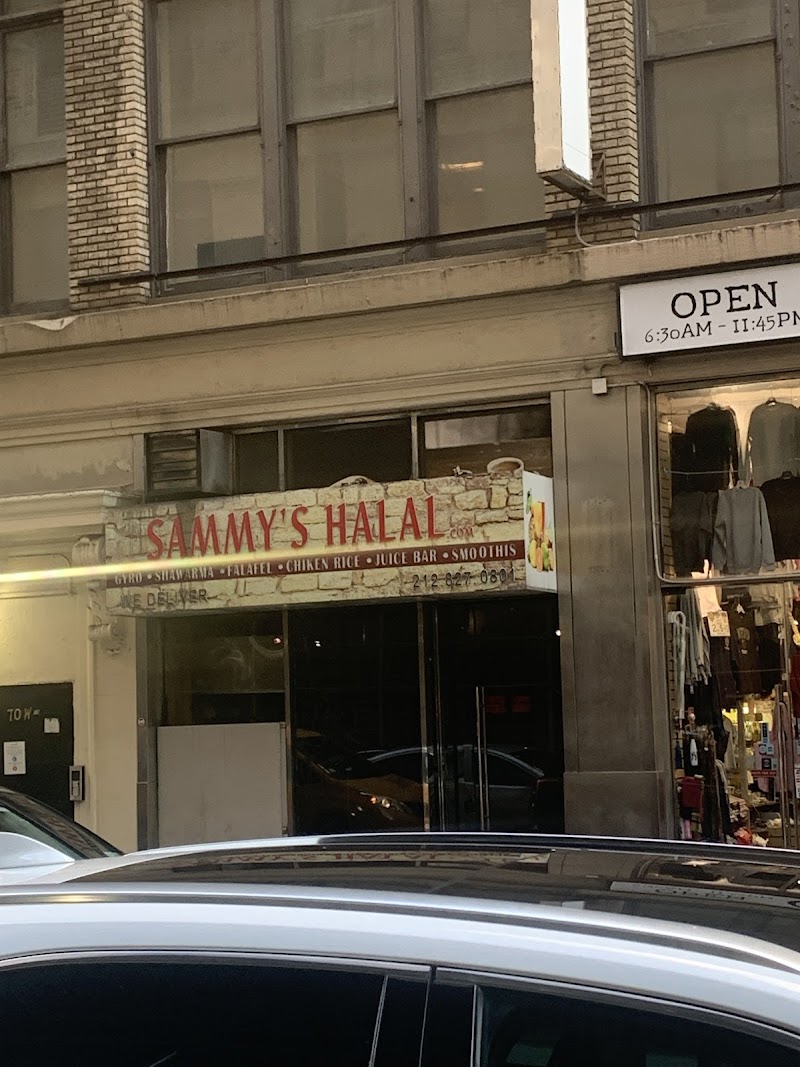 OPEN
6:30AM - 11:45PM
SAMMY'S HALAL
.COM
GYRO • SHAWARMA • FALAFEL • CHIKEN RICE • JUICE BAR • SMOOTHIS
WE DELIVER
212 827 0801
70 W